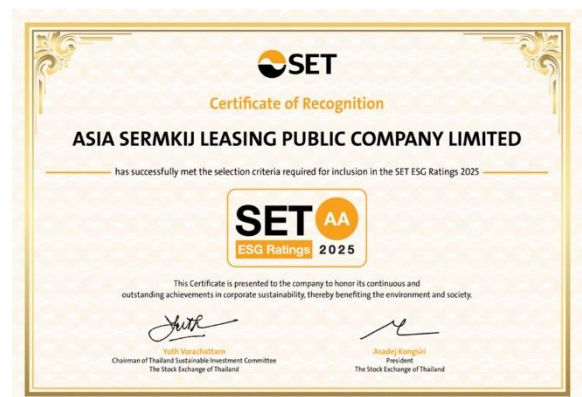 SET
Certificate of Recognition
ASIA SERMKIJ LEASING PUBLIC COMPANY LIMITED
has successfully met the selection criteria required for inclusion in the SET ESG Ratings 2025
SET AA
ESG Ratings 2025
This Certificate is presented to the company to honor its continuous and
outstanding achievements in corporate sustainability, thereby benefiting the environment and society.
Yuth Vorachattarn
Chairman of Thailand Sustainable Investment Committee
The Stock Exchange of Thailand
Asadej Kongsiri
President
The Stock Exchange of Thailand